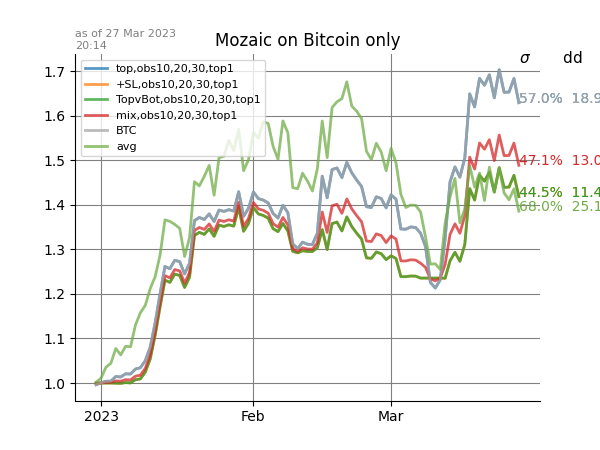 as of 27 Mar 2023
20:14
Mozaic on Bitcoin only
σ dd
top,obs10,20,30,top1
+SL,obs10,20,30,top1
TopvBot,obs10,20,30,top1
mix,obs10,20,30,top1
BTC
avg
57.0% 18.9
47.1% 13.0
44.5% 11.4
68.0% 25.1
1.7
1.6
1.5
1.4
1.3
1.2
1.1
1.0
2023 Feb Mar